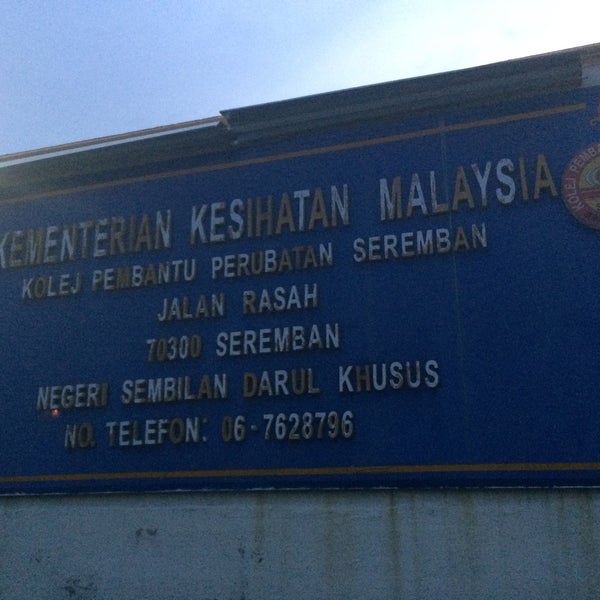 KEMENTERIAN KESIHATAN MALAYSIA
KOLEJ PEMBANTU PERUBATAN SEREMBAN
JALAN RASAH
70300 SEREMBAN
NEGERI SEMBILAN DARUL KHUSUS
NO. TELEFON: 06-7628796
KOLEJ